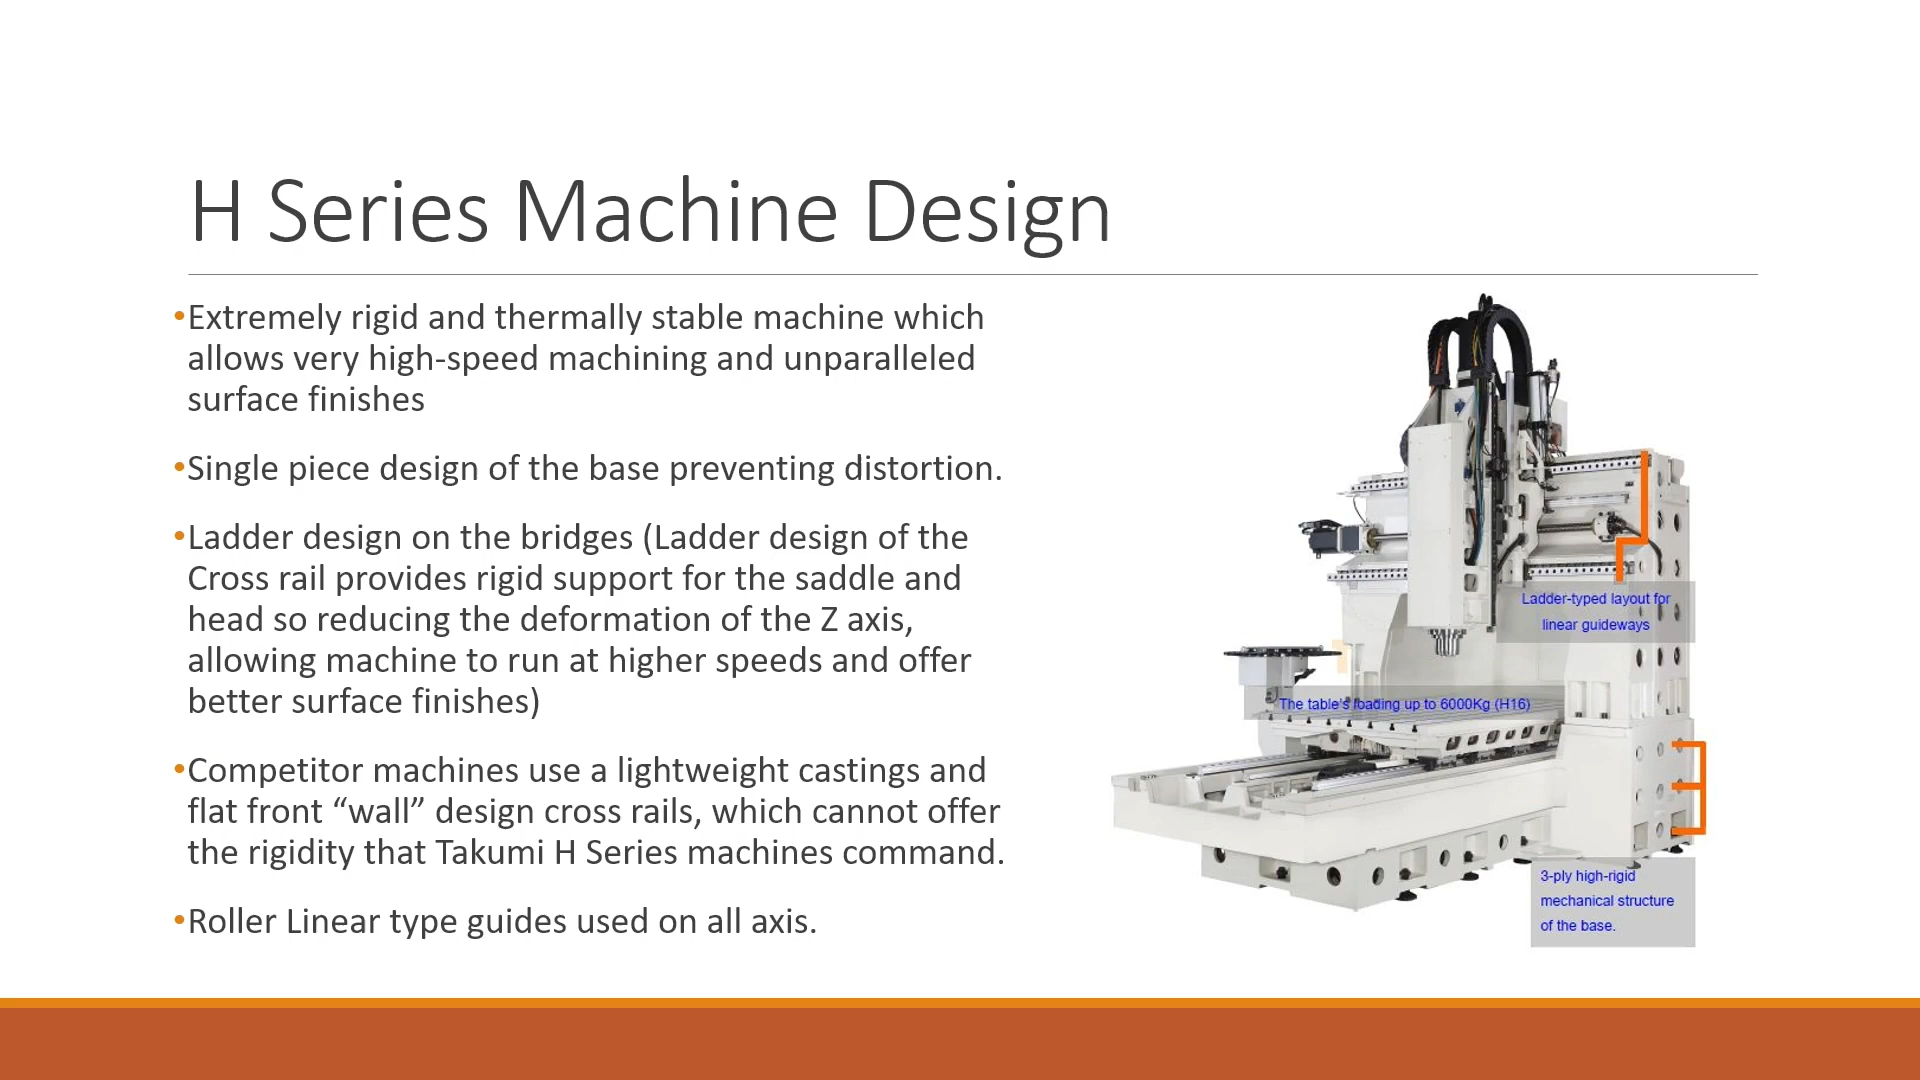 H Series Machine Design
•Extremely rigid and thermally stable machine which
allows very high-speed machining and unparalleled
surface finishes
•Single piece design of the base preventing distortion.
•Ladder design on the bridges (Ladder design of the
Cross rail provides rigid support for the saddle and
head so reducing the deformation of the Z axis,
allowing machine to run at higher speeds and offer
better surface finishes)
•Competitor machines use a lightweight castings and
flat front “wall” design cross rails, which cannot offer
the rigidity that Takumi H Series machines command.
•Roller Linear type guides used on all axis.
Ladder-typed layout for
linear guideways
The table's loading up to 6000Kg (H16)
3-ply high-rigid
mechanical structure
of the base.